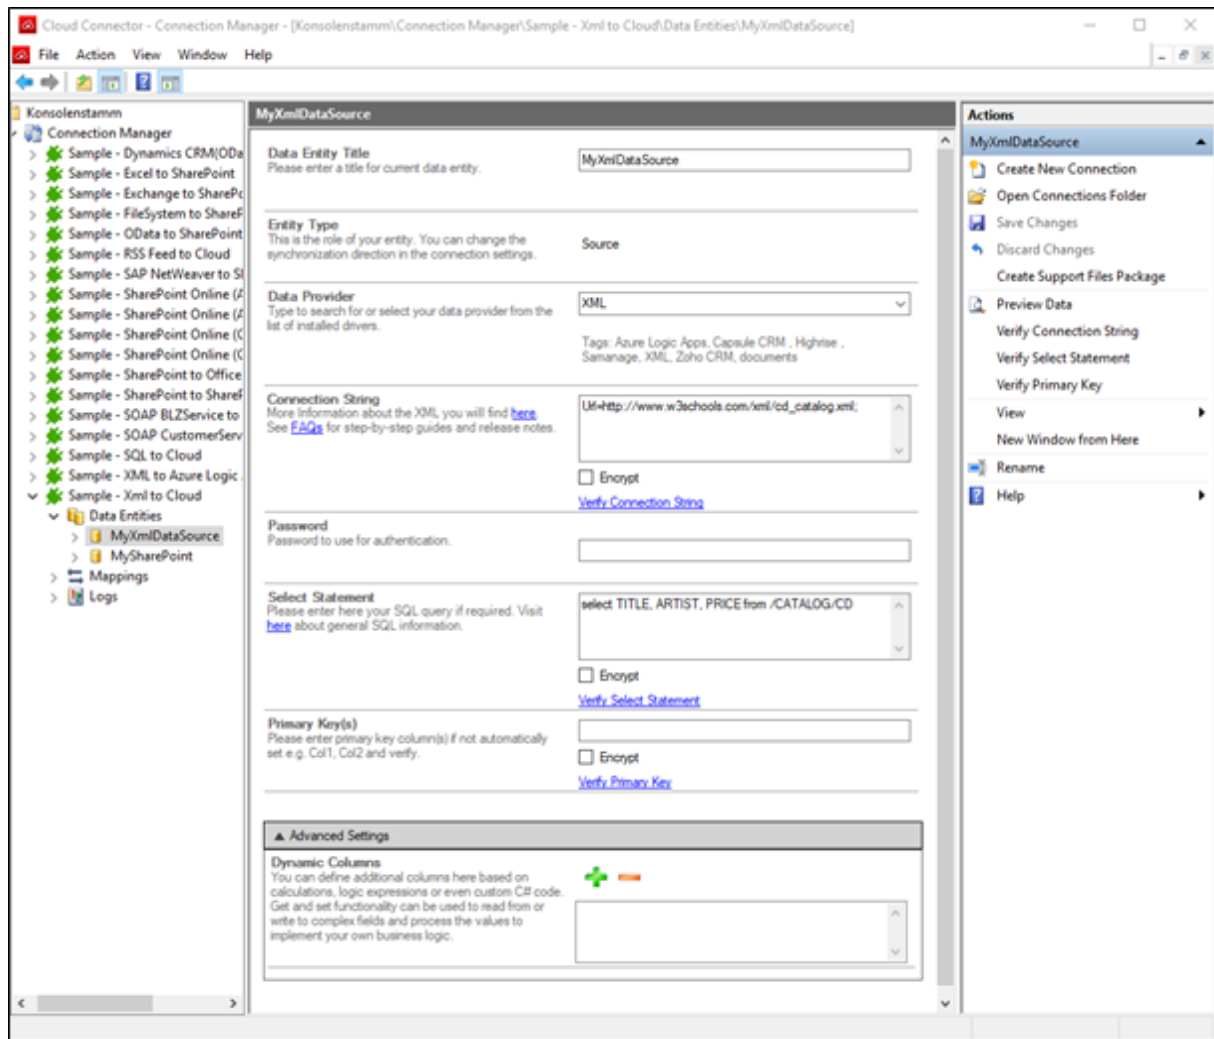 Cloud Connector - Connection Manager - [Konsolenstamm\Connection Manager\Sample - Xml to Cloud\Data Entities\MyXmlDataSource]
File Action View Window Help
Konsolenstamm
Connection Manager
Sample - Dynamics CRM(ODa
Sample - Excel to SharePoint
Sample - Exchange to SharePc
Sample - FileSystem to ShareF
Sample - OData to SharePoint
Sample - RSS Feed to Cloud
Sample - SAP NetWeaver to Sl
Sample - SharePoint Online (A
Sample - SharePoint Online (A
Sample - SharePoint Online (C
Sample - SharePoint Online (C
Sample - SharePoint to Office
Sample - SharePoint to ShareF
Sample - SOAP BLZService to
Sample - SOAP CustomerServ
Sample - SQL to Cloud
Sample - XML to Azure Logic
Sample - Xml to Cloud
Data Entities
MyXmlDataSource
MySharePoint
Mappings
Logs
MyXmlDataSource
Data Entity Title
Please enter a title for current data entity.
MyXmlDataSource
Entity Type
This is the role of your entity. You can change the
synchronization direction in the connection settings.
Source
Data Provider
Type to search for or select your data provider from the
list of installed drivers.
XML
Tags: Azure Logic Apps, Capsule CRM , Highrise ,
Samanage, XML, Zoho CRM, documents
Connection String
More Information about the XML you will find here.
See FAQs for step-by-step guides and release notes.
Url=http://www.w3schools.com/xml/cd_catalog.xml;
Encrypt
Verify Connection String
Password
Password to use for authentication.
Select Statement
Please enter here your SQL query if required. Visit
here about general SQL information.
select TITLE, ARTIST, PRICE from /CATALOG/CD
Encrypt
Verify Select Statement
Primary Key(s)
Please enter primary key column(s) if not automatically
set e.g. Col1, Col2 and verify.
Encrypt
Verify Primary Key
Advanced Settings
Dynamic Columns
You can define additional columns here based on
calculations, logic expressions or even custom C# code.
Get and set functionality can be used to read from or
write to complex fields and process the values to
implement your own business logic.
Actions
MyXmlDataSource
Create New Connection
Open Connections Folder
Save Changes
Discard Changes
Create Support Files Package
Preview Data
Verify Connection String
Verify Select Statement
Verify Primary Key
View
New Window from Here
Rename
Help